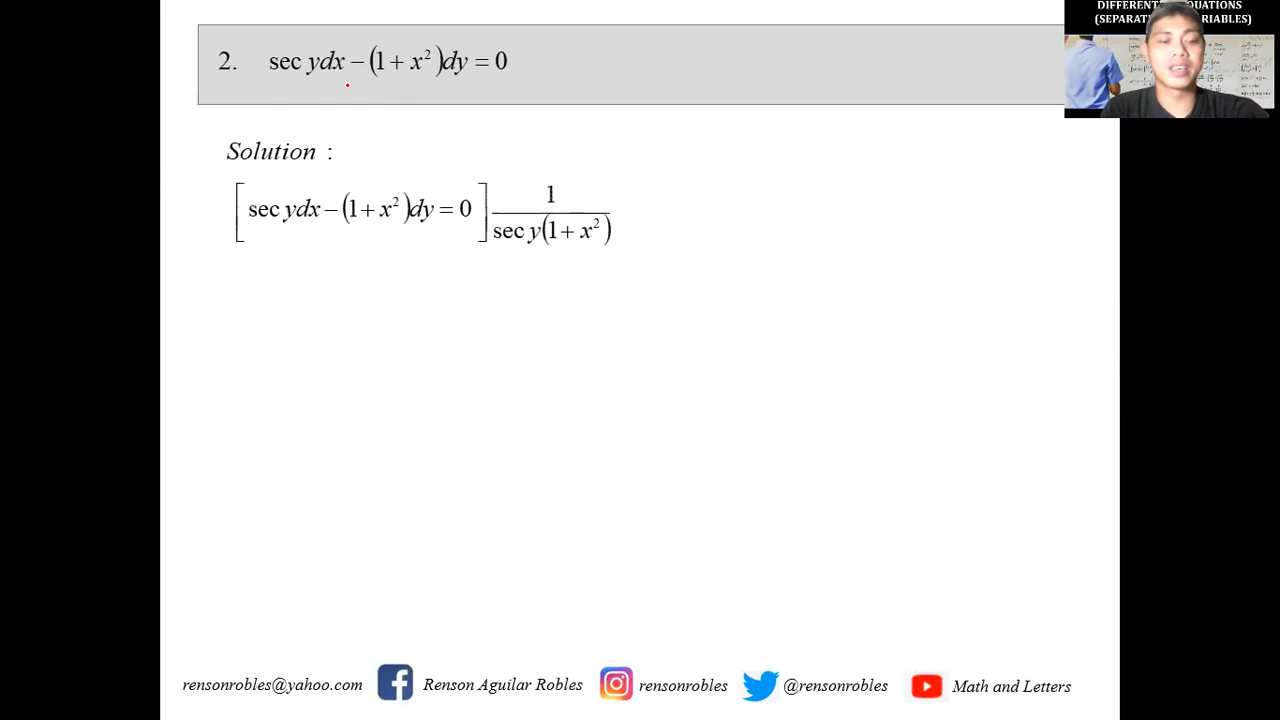 DIFFERENT EQUATIONS
(SEPARAT RIABLES)
2. sec ydx − (1 + x²)dy = 0
Solution :
[sec ydx − (1 + x²)dy = 0] 1 / sec y(1 + x²)
rensonrobles@yahoo.com Renson Aguilar Robles rensonrobles @rensonrobles Math and Letters